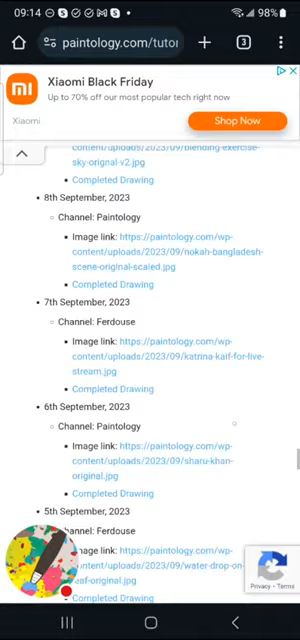 09:14
98%
paintology.com/tutor
3
Xiaomi Black Friday
Up to 70% off our most popular tech right now
Xiaomi
Shop Now
content/uploads/2023/09/blending-exercise-
sky-orignal-v2.jpg
Completed Drawing
8th September, 2023
Channel: Paintology
Image link: https://paintology.com/wp-
content/uploads/2023/09/nokah-bangladesh-
scene-original-scaled.jpg
Completed Drawing
7th September, 2023
Channel: Ferdouse
Image link: https://paintology.com/wp-
content/uploads/2023/09/katrina-kaif-for-live-
stream.jpg
Completed Drawing
6th September, 2023
Channel: Paintology
Image link: https://paintology.com/wp-
content/uploads/2023/09/sharu-khan-
original.jpg
Completed Drawing
5th September, 2023
Channel: Ferdouse
Image link: https://paintology.com/wp-
content/uploads/2023/09/water-drop-on-
eaf-original.jpg
Completed Drawing
Privacy - Terms